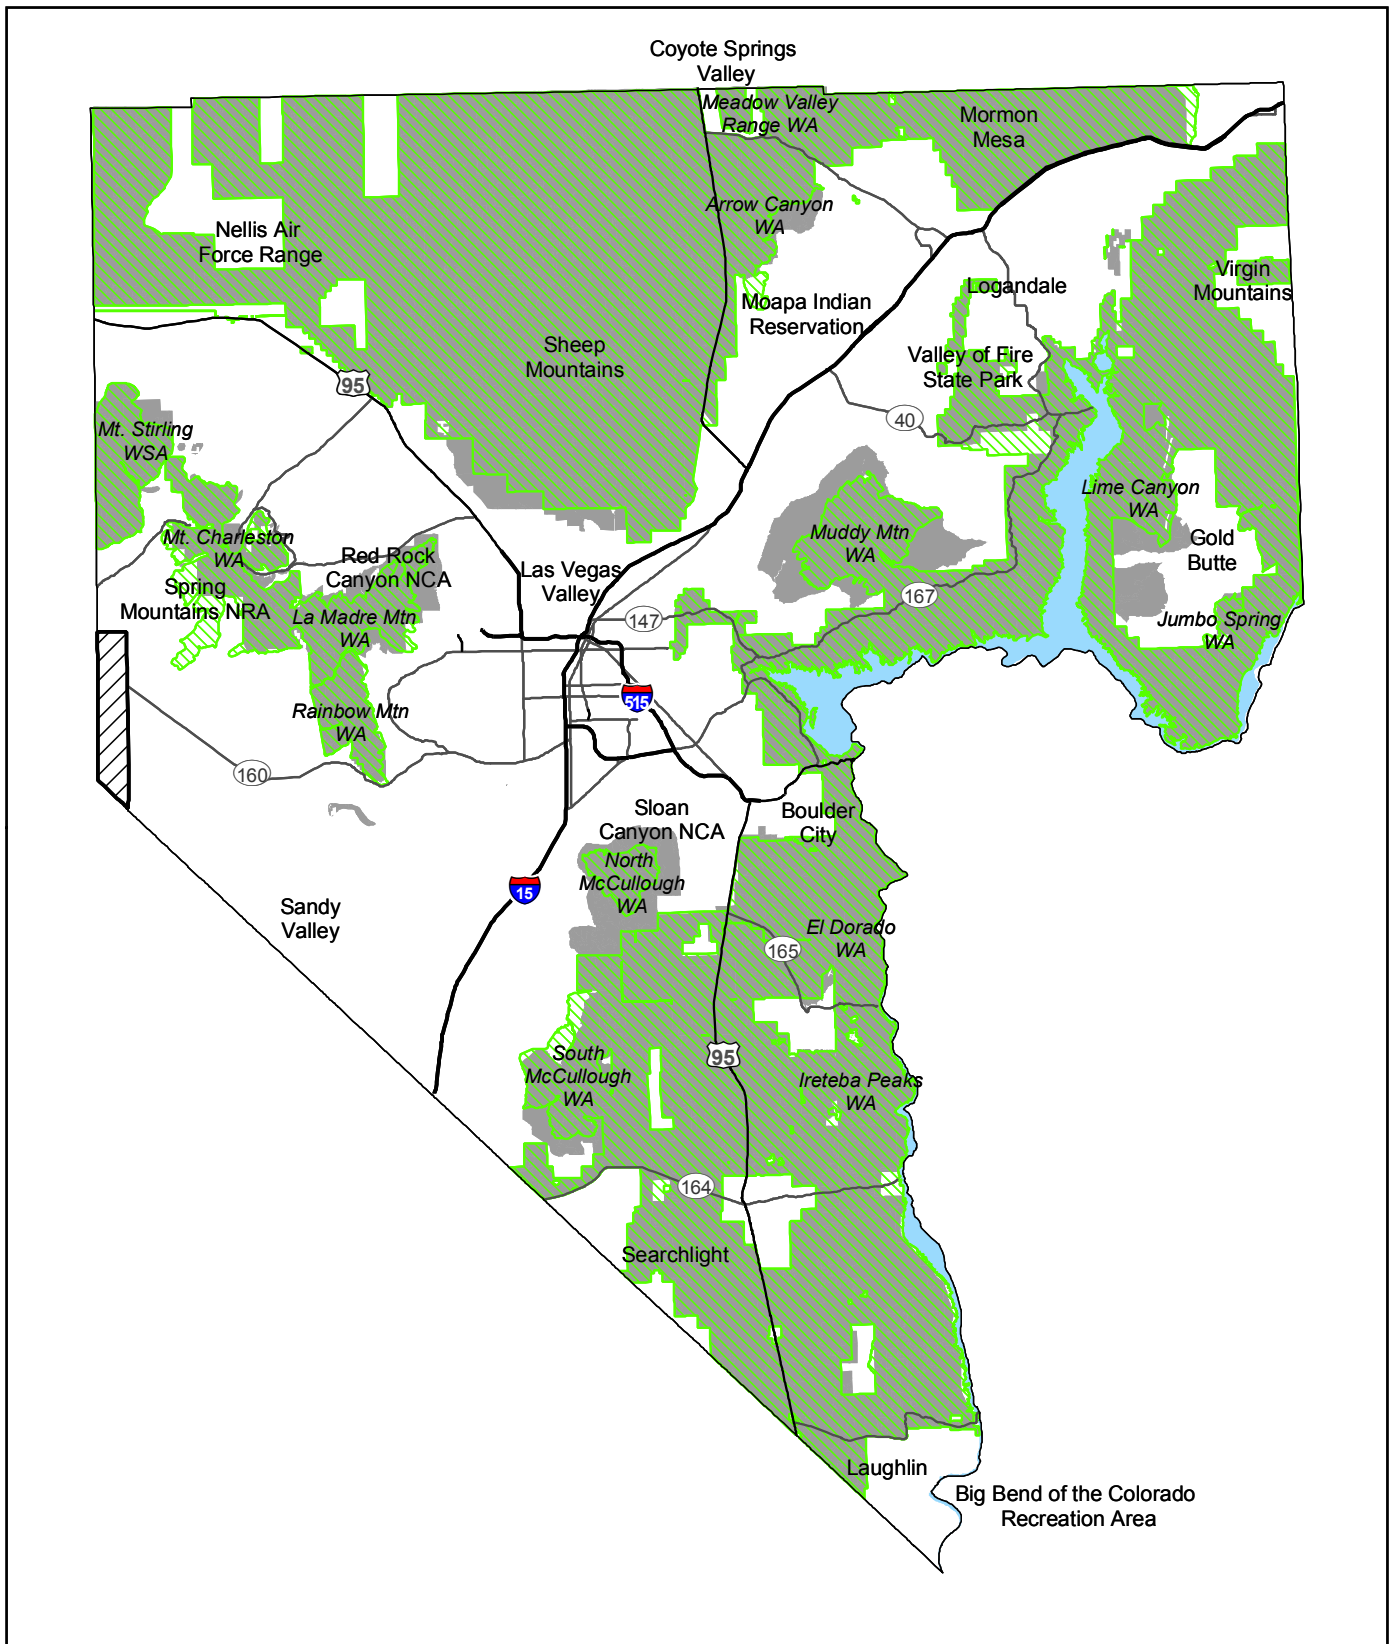 Coyote Springs
Valley
Meadow Valley
Range WA
Mormon
Mesa
Arrow Canyon
WA
Nellis Air
Force Range
Virgin
Mountains
Logandale
Moapa Indian
Reservation
Sheep
Mountains
Valley of Fire
State Park
95
40
Mt. Stirling
WSA
Lime Canyon
WA
Muddy Mtn
WA
Gold
Butte
Mt. Charleston
WA
Red Rock
Canyon NCA
Las Vegas
Valley
Spring
Mountains NRA
La Madre Mtn
WA
167
147
Jumbo Spring
WA
515
Rainbow Mtn
WA
160
Sloan
Canyon NCA
Boulder
City
North
McCullough
WA
15
Sandy
Valley
El Dorado
WA
165
95
South
McCullough
WA
Ireteba Peaks
WA
164
Searchlight
Laughlin
Big Bend of the Colorado
Recreation Area